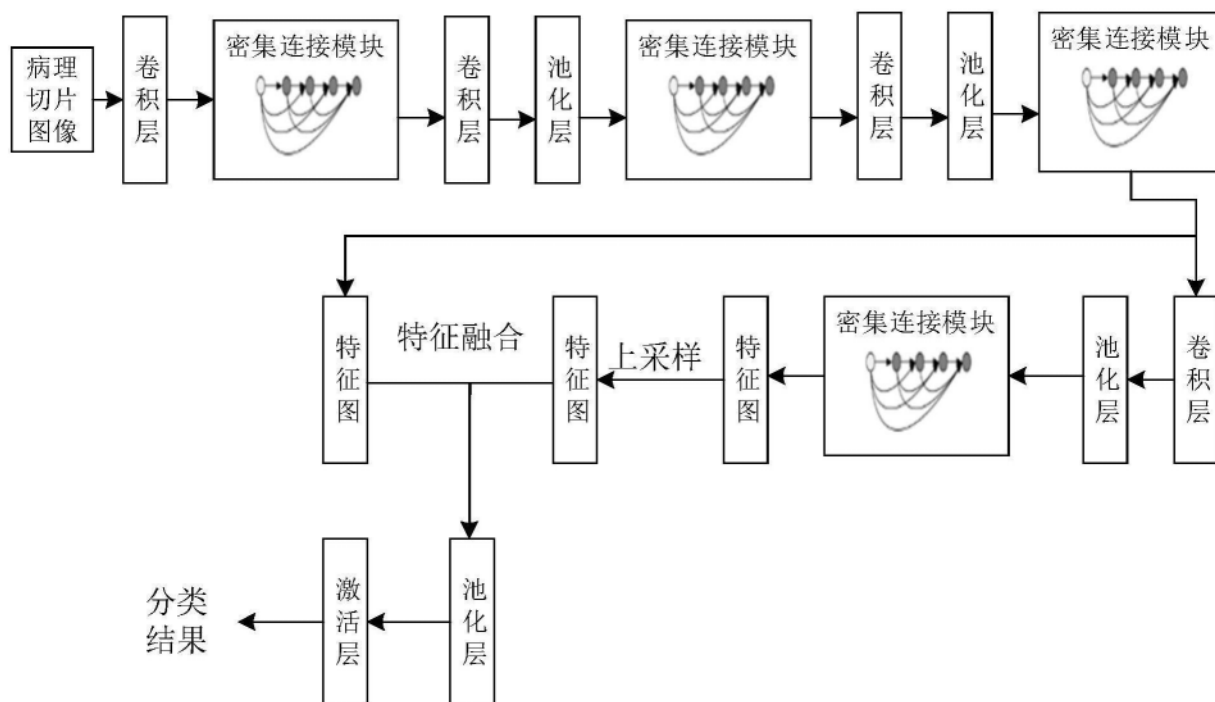 病理
切片
图像
卷积层
密集连接模块
卷积层
池化层
密集连接模块
卷积层
池化层
密集连接模块
特征图
特征融合
特征图
上采样
特征图
密集连接模块
池化层
卷积层
分类
结果
激活层
池化层